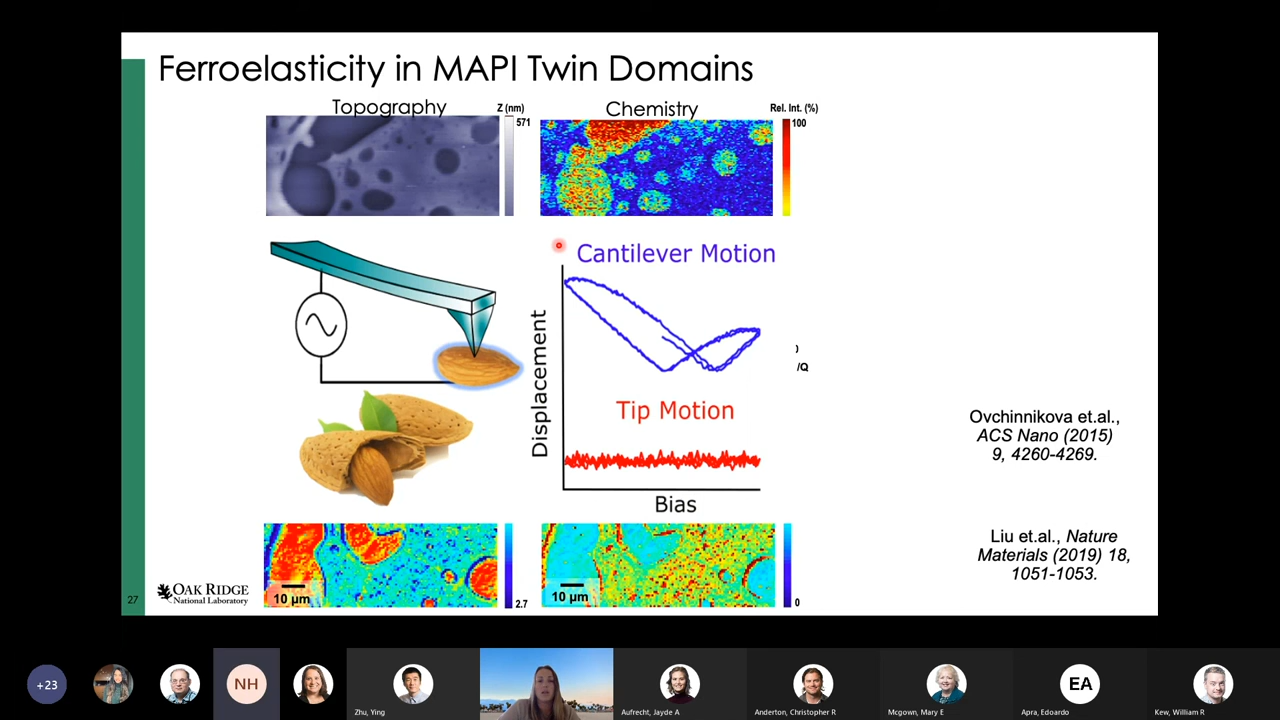 Ferroelasticity in MAPI Twin Domains
Topography
Z (nm)
571
Chemistry
Rel. Int. (%)
100
Cantilever Motion
Displacement
Tip Motion
Bias
/Q
Ovchinnikova et.al.,
ACS Nano (2015)
9, 4260-4269.
Liu et.al., Nature
Materials (2019) 18,
1051-1053.
10 µm
2.7
10 µm
0
27
OAK RIDGE
National Laboratory
+23
NH
Zhu, Ying
Aufrecht, Jayde A
Anderton, Christopher R
Mcgown, Mary E
EA
Apra, Edoardo
Kew, William R